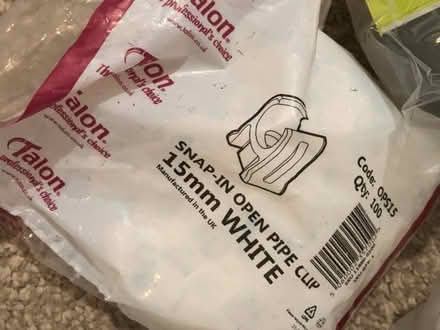 Talon.
professional's choice
Talon.
The professional's choice
Talon.
professional's choice
Talon.
The professional's choice
SNAP-IN OPEN PIPE CLIP
15mm WHITE
Manufactured in the UK
Code: OPS15
Qty: 100